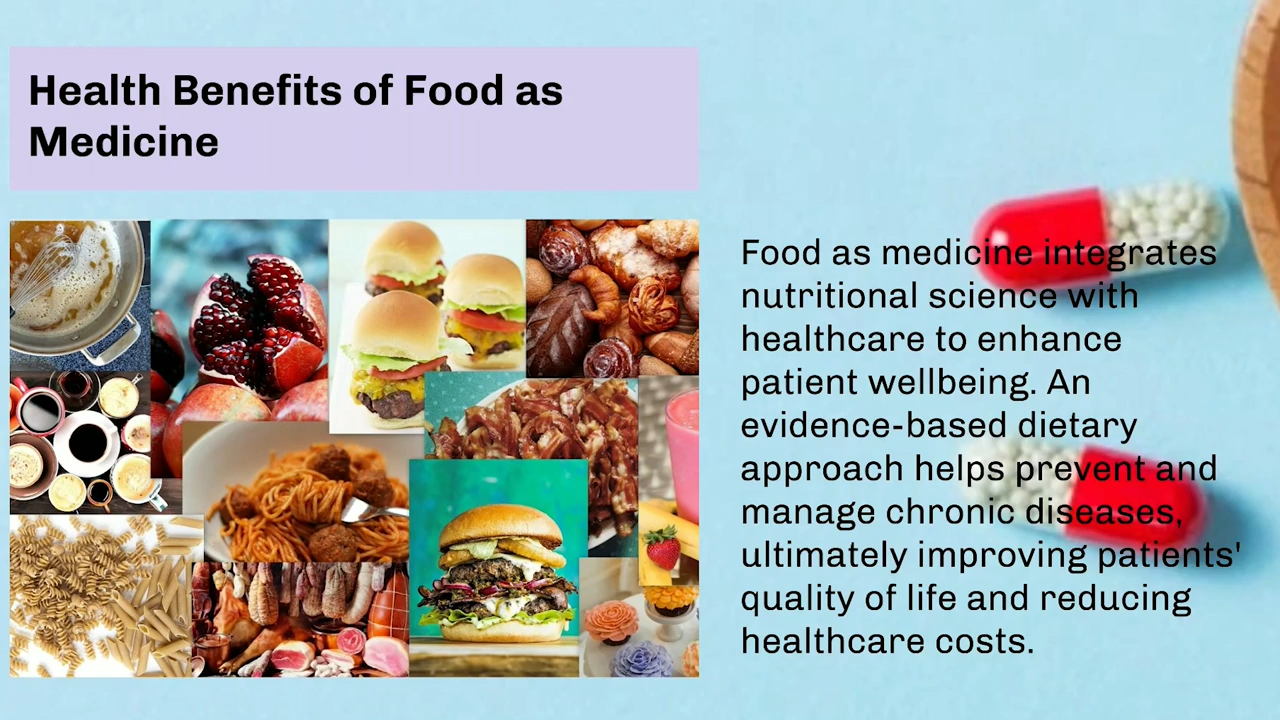 Health Benefits of Food as
Medicine
Food as medicine integrates
nutritional science with
healthcare to enhance
patient wellbeing. An
evidence-based dietary
approach helps prevent and
manage chronic diseases,
ultimately improving patients'
quality of life and reducing
healthcare costs.